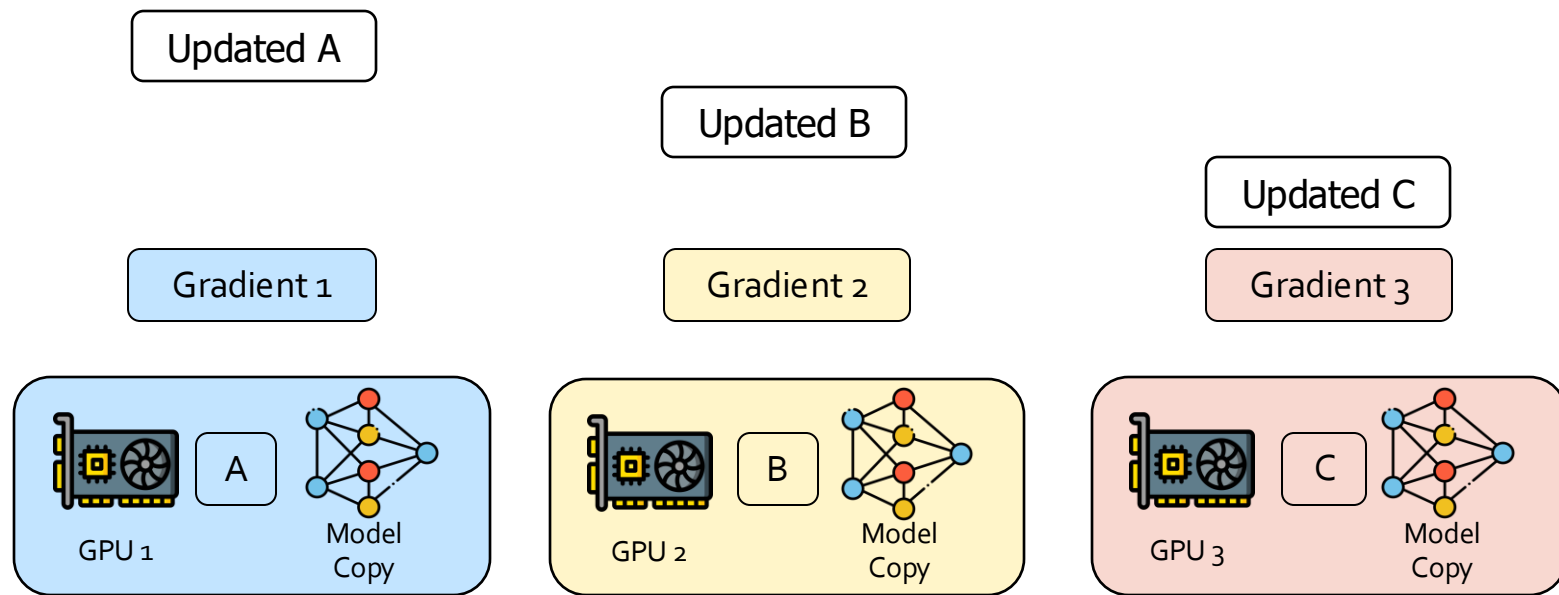 Updated A
Updated B
Updated C
Gradient 1
Gradient 2
Gradient 3
A
GPU 1
Model
Copy
B
GPU 2
Model
Copy
C
GPU 3
Model
Copy